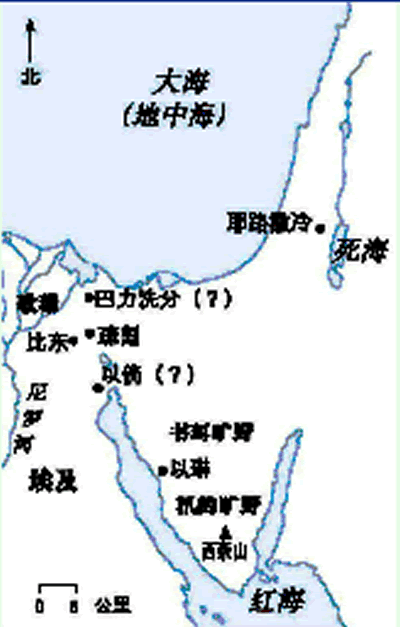 北
大海
(地中海)
耶路撒冷
死海
巴力洗分 (?)
歌珊
疏割
比东
以倘 (?)
尼
罗
河
书珥旷野
以琳
埃及
汛的旷野
西奈山
红海
0
公里